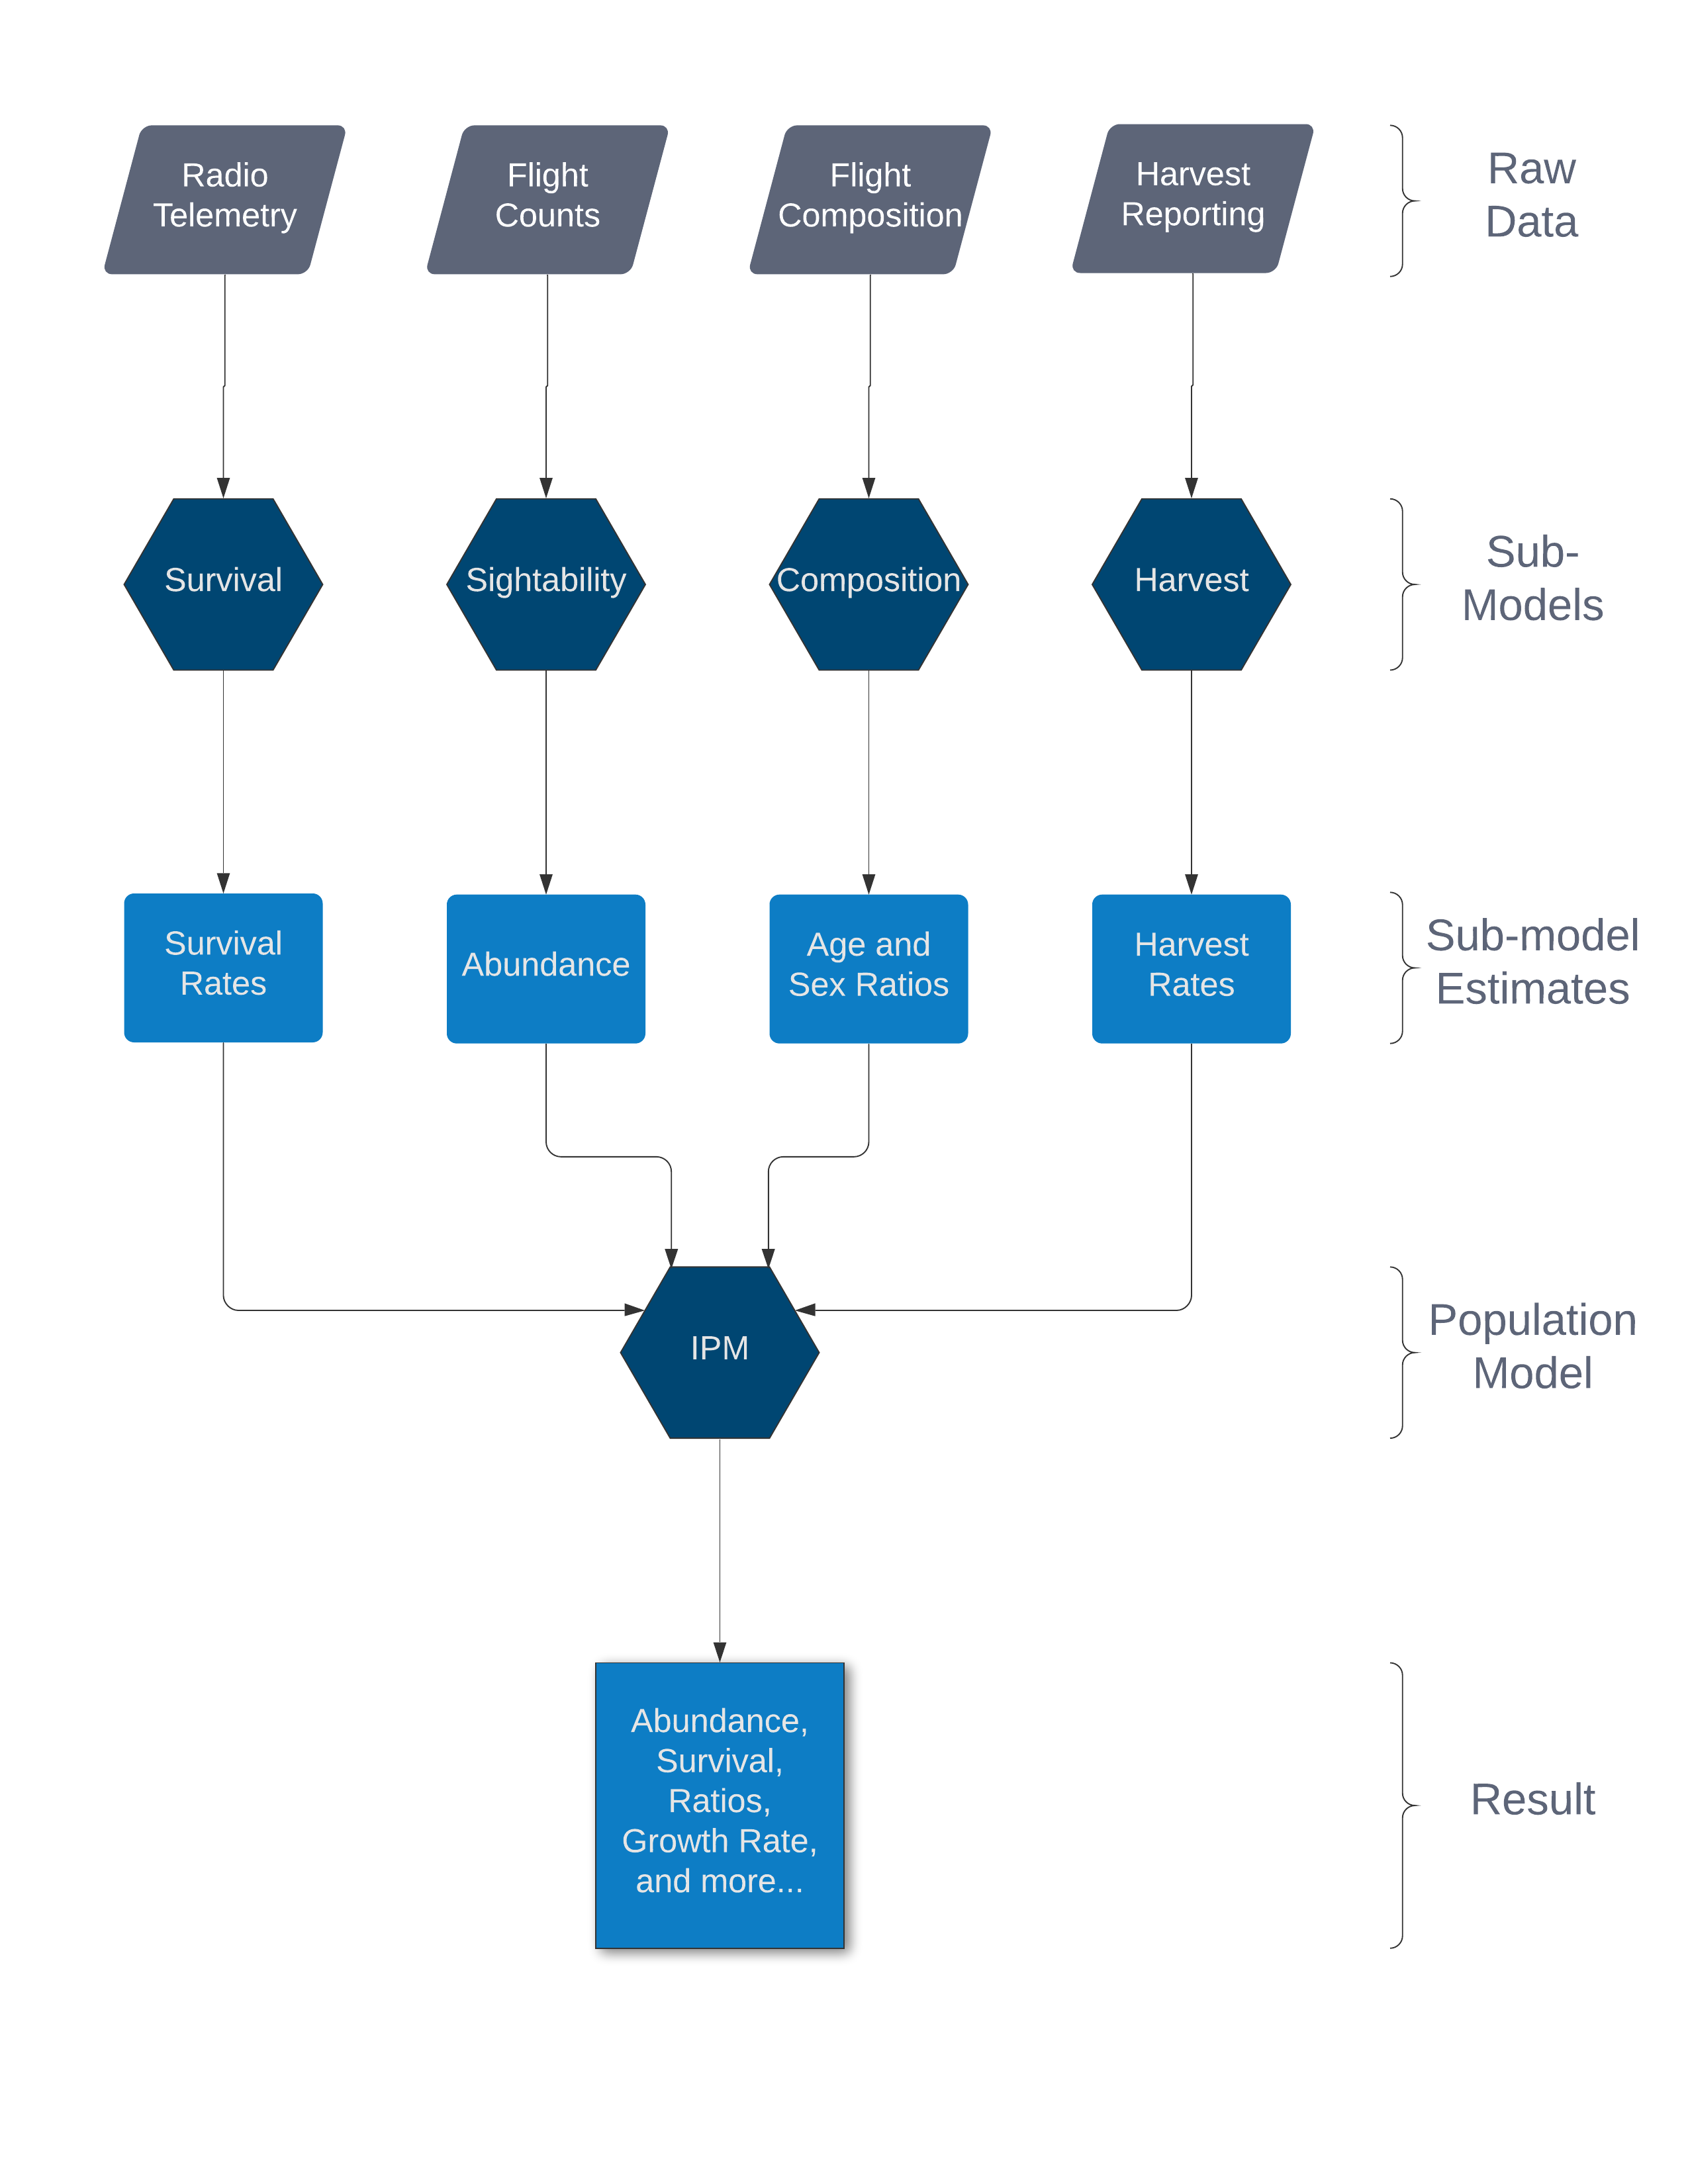 Radio
Telemetry
Flight
Counts
Flight
Composition
Harvest
Reporting
Raw
Data
Survival
Sightability
Composition
Harvest
Sub-
Models
Survival
Rates
Abundance
Age and
Sex Ratios
Harvest
Rates
Sub-model
Estimates
IPM
Population
Model
Abundance,
Survival,
Ratios,
Growth Rate,
and more...
Result